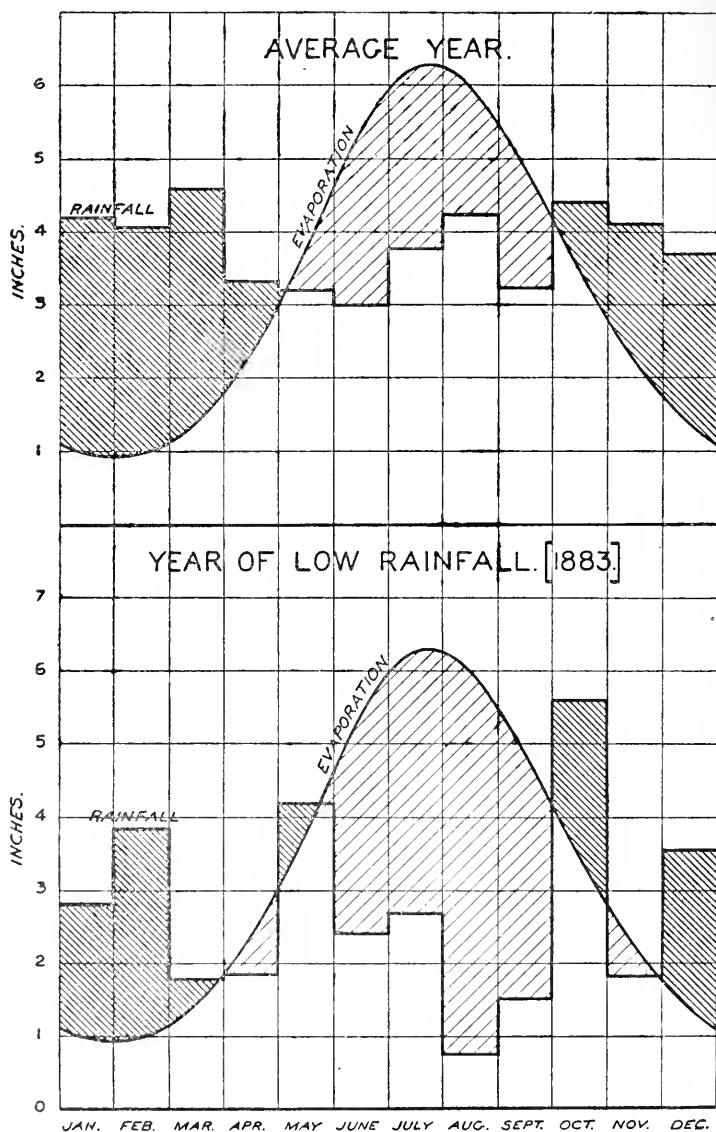 AVERAGE YEAR.
6
5
4
3
2
1
INCHES.
RAINFALL
EVAPORATION
YEAR OF LOW RAINFALL. [1883.]
7
6
5
4
3
2
1
0
INCHES.
RAINFALL
EVAPORATION
JAN. FEB. MAR. APR. MAY JUNE JULY AUG. SEPT. OCT. NOV. DEC.